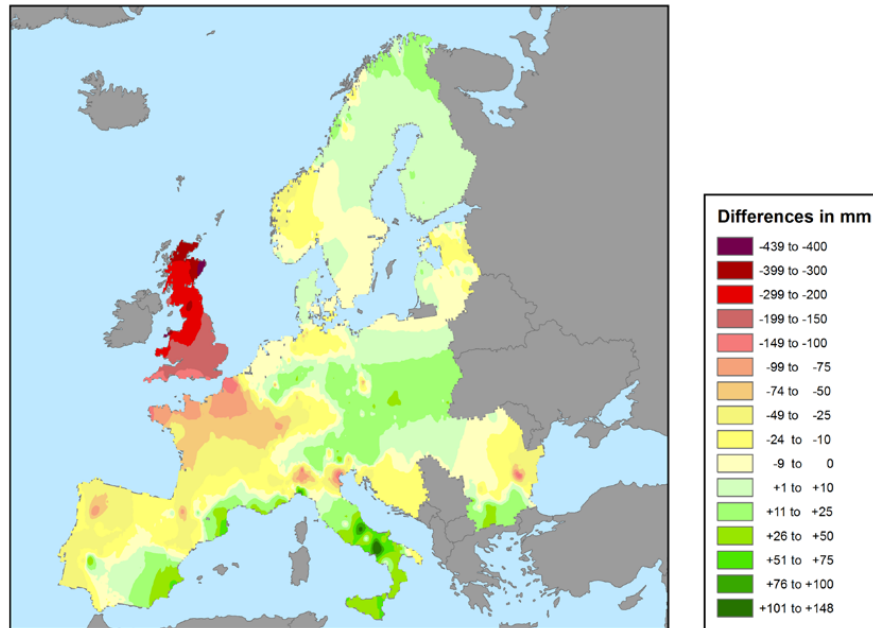 Differences in mm
-439 to -400
-399 to -300
-299 to -200
-199 to -150
-149 to -100
-99 to -75
-74 to -50
-49 to -25
-24 to -10
-9 to 0
+1 to +10
+11 to +25
+26 to +50
+51 to +75
+76 to +100
+101 to +148